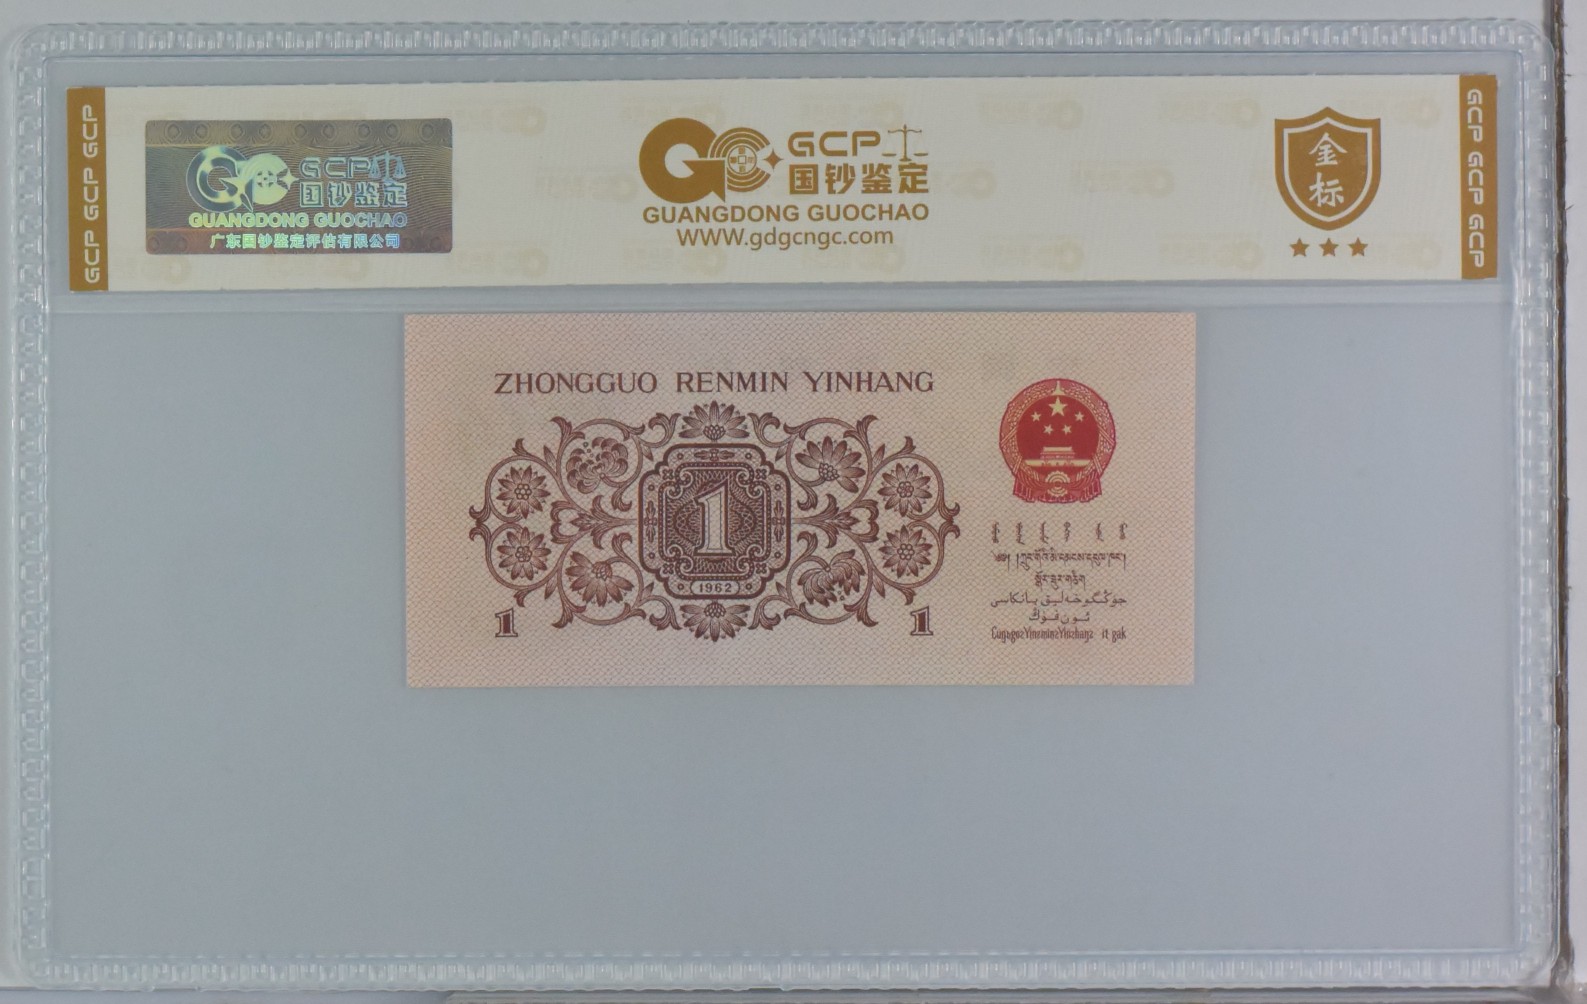 GCP GCP GCP
GCP 国钞鉴定
GUANGDONG GUOCHAO
广东国钞鉴定评估有限公司
GCP
国钞鉴定
GUANGDONG GUOCHAO
WWW.gdgcngc.com
金标
GCP GCP GCP
ZHONGGUO RENMIN YINHANG
1
1962
1
1